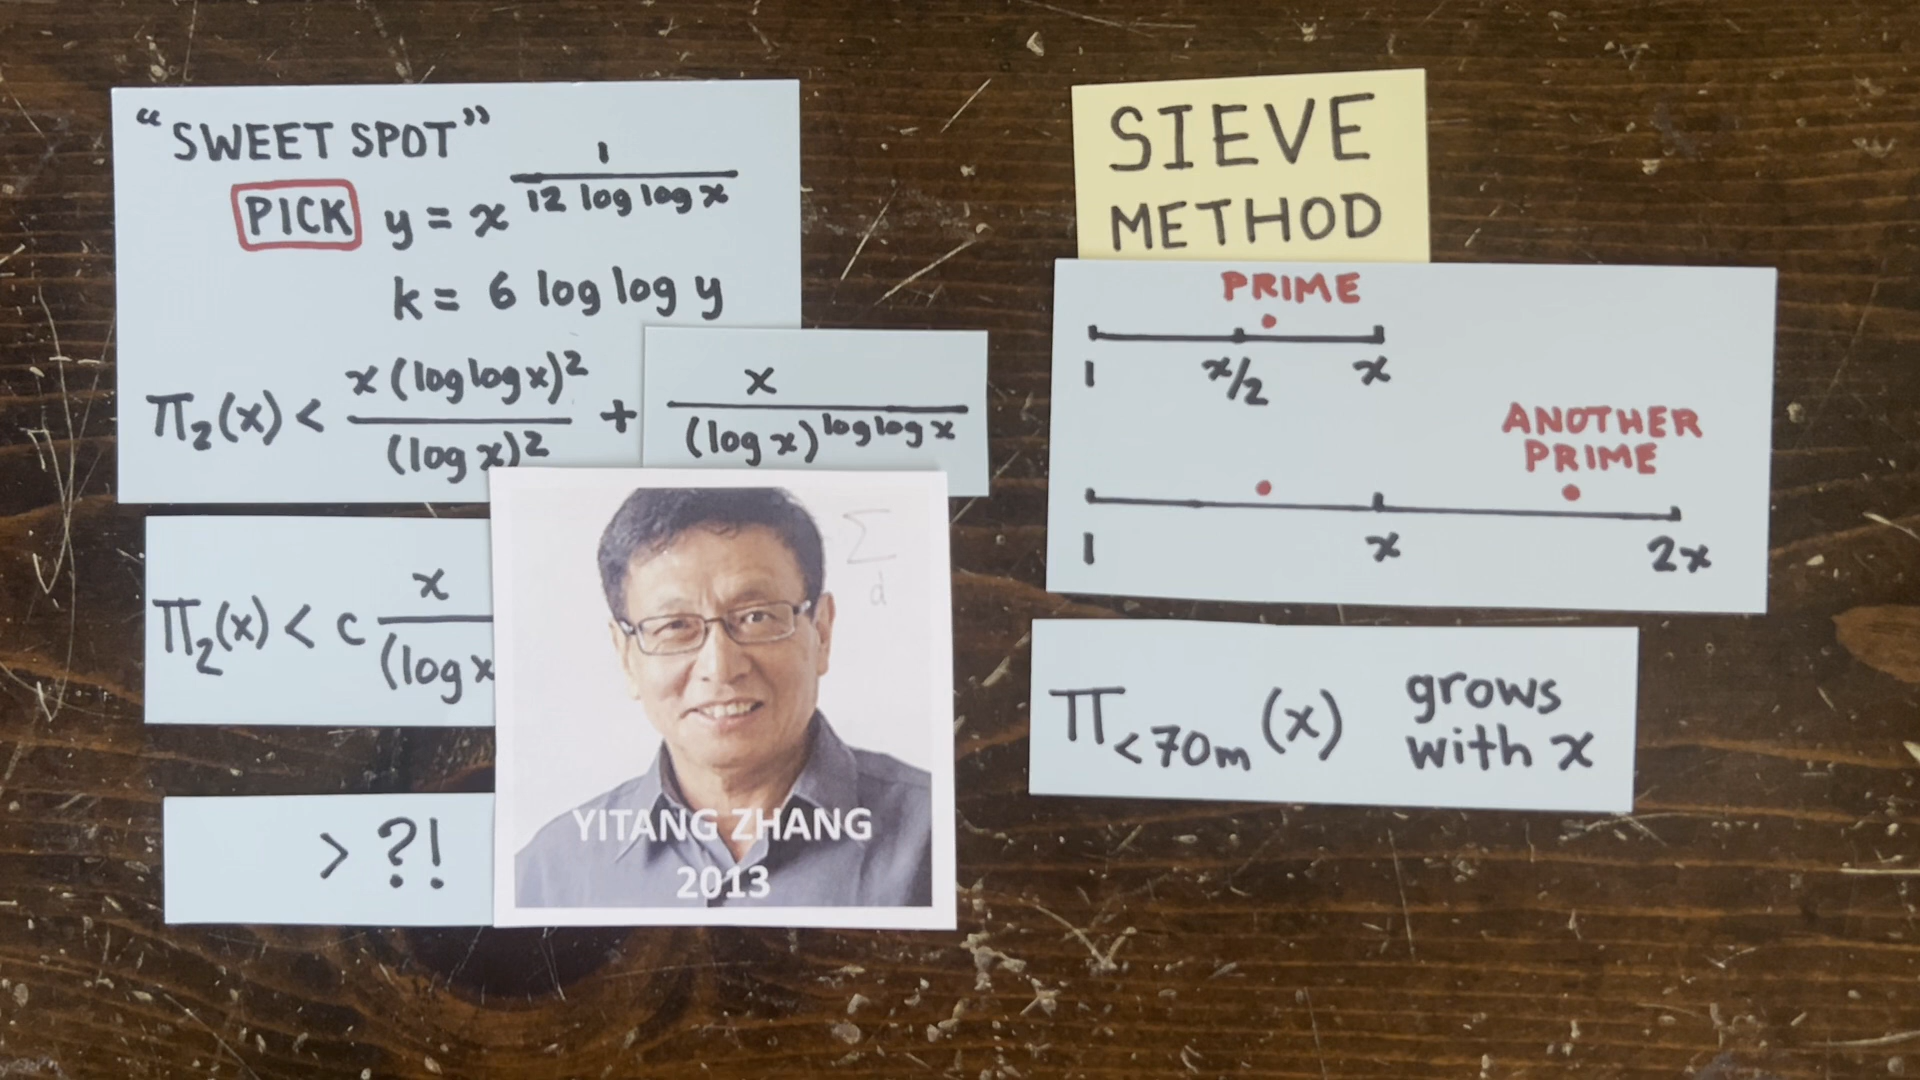 “SWEET SPOT”
PICK y = x^(1/(12 log log x))
k = 6 log log y
π₂(x) < x (log log x)²/(log x)² + x/(log x)^(log log x)
π₂(x) < c x/(log x
> ?!
Σ
d
YITANG ZHANG
2013
SIEVE
METHOD
PRIME
1 x/2 x
ANOTHER
PRIME
1 x 2x
π<70m (x) grows
with x